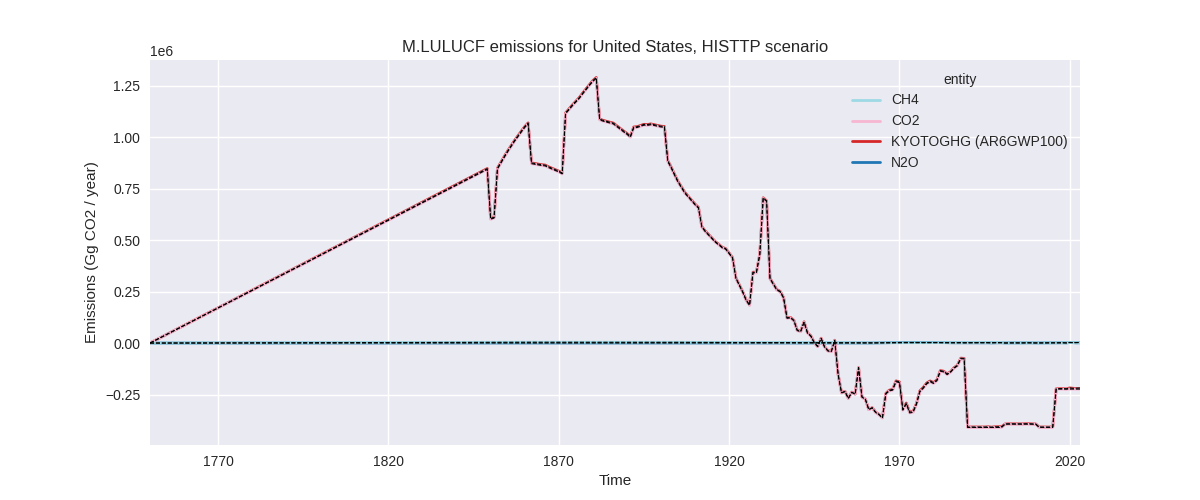 M.LULUCF emissions for United States, HISTTP scenario
1e6
1.25
1.00
0.75
0.50
0.25
0.00
−0.25
Emissions (Gg CO2 / year)
entity
CH4
CO2
KYOTOGHG (AR6GWP100)
N2O
1770
1820
1870
1920
1970
2020
Time